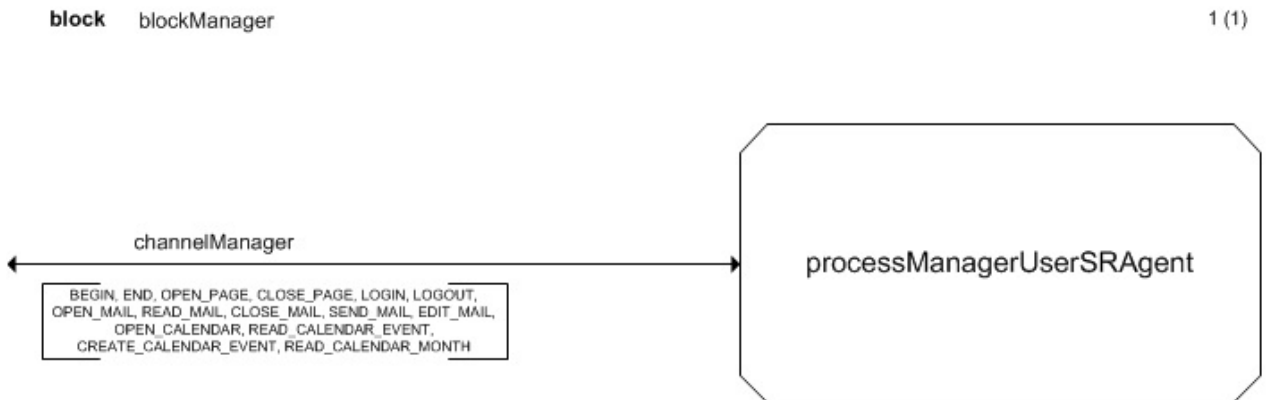 block blockManager 1 (1)
channelManager
processManagerUserSRAgent
BEGIN, END, OPEN_PAGE, CLOSE_PAGE, LOGIN, LOGOUT,
OPEN_MAIL, READ_MAIL, CLOSE_MAIL, SEND_MAIL, EDIT_MAIL,
OPEN_CALENDAR, READ_CALENDAR_EVENT,
CREATE_CALENDAR_EVENT, READ_CALENDAR_MONTH